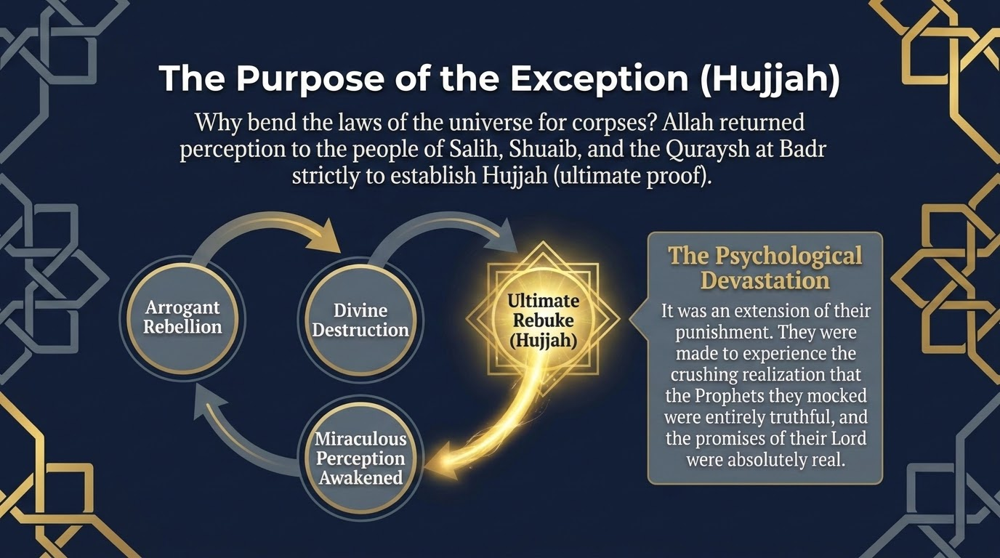 The Purpose of the Exception (Hujjah)
Why bend the laws of the universe for corpses? Allah returned
perception to the people of Salih, Shuaib, and the Quraysh at Badr
strictly to establish Hujjah (ultimate proof).
Arrogant
Rebellion
Divine
Destruction
Ultimate
Rebuke
(Hujjah)
Miraculous
Perception
Awakened
The Psychological
Devastation
It was an extension of their
punishment. They were
made to experience the
crushing realization that
the Prophets they mocked
were entirely truthful, and
the promises of their Lord
were absolutely real.